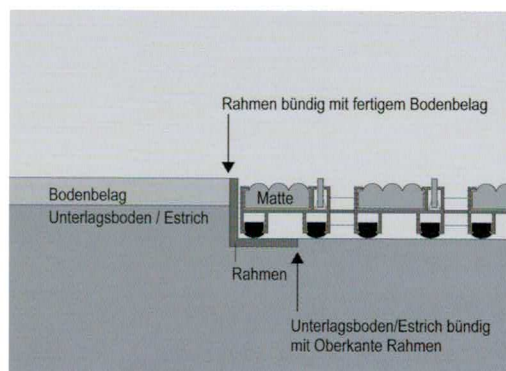 Rahmen bündig mit fertigem Bodenbelag
Bodenbelag
Matte
Unterlagsboden / Estrich
Rahmen
Unterlagsboden/Estrich bündig
mit Oberkante Rahmen